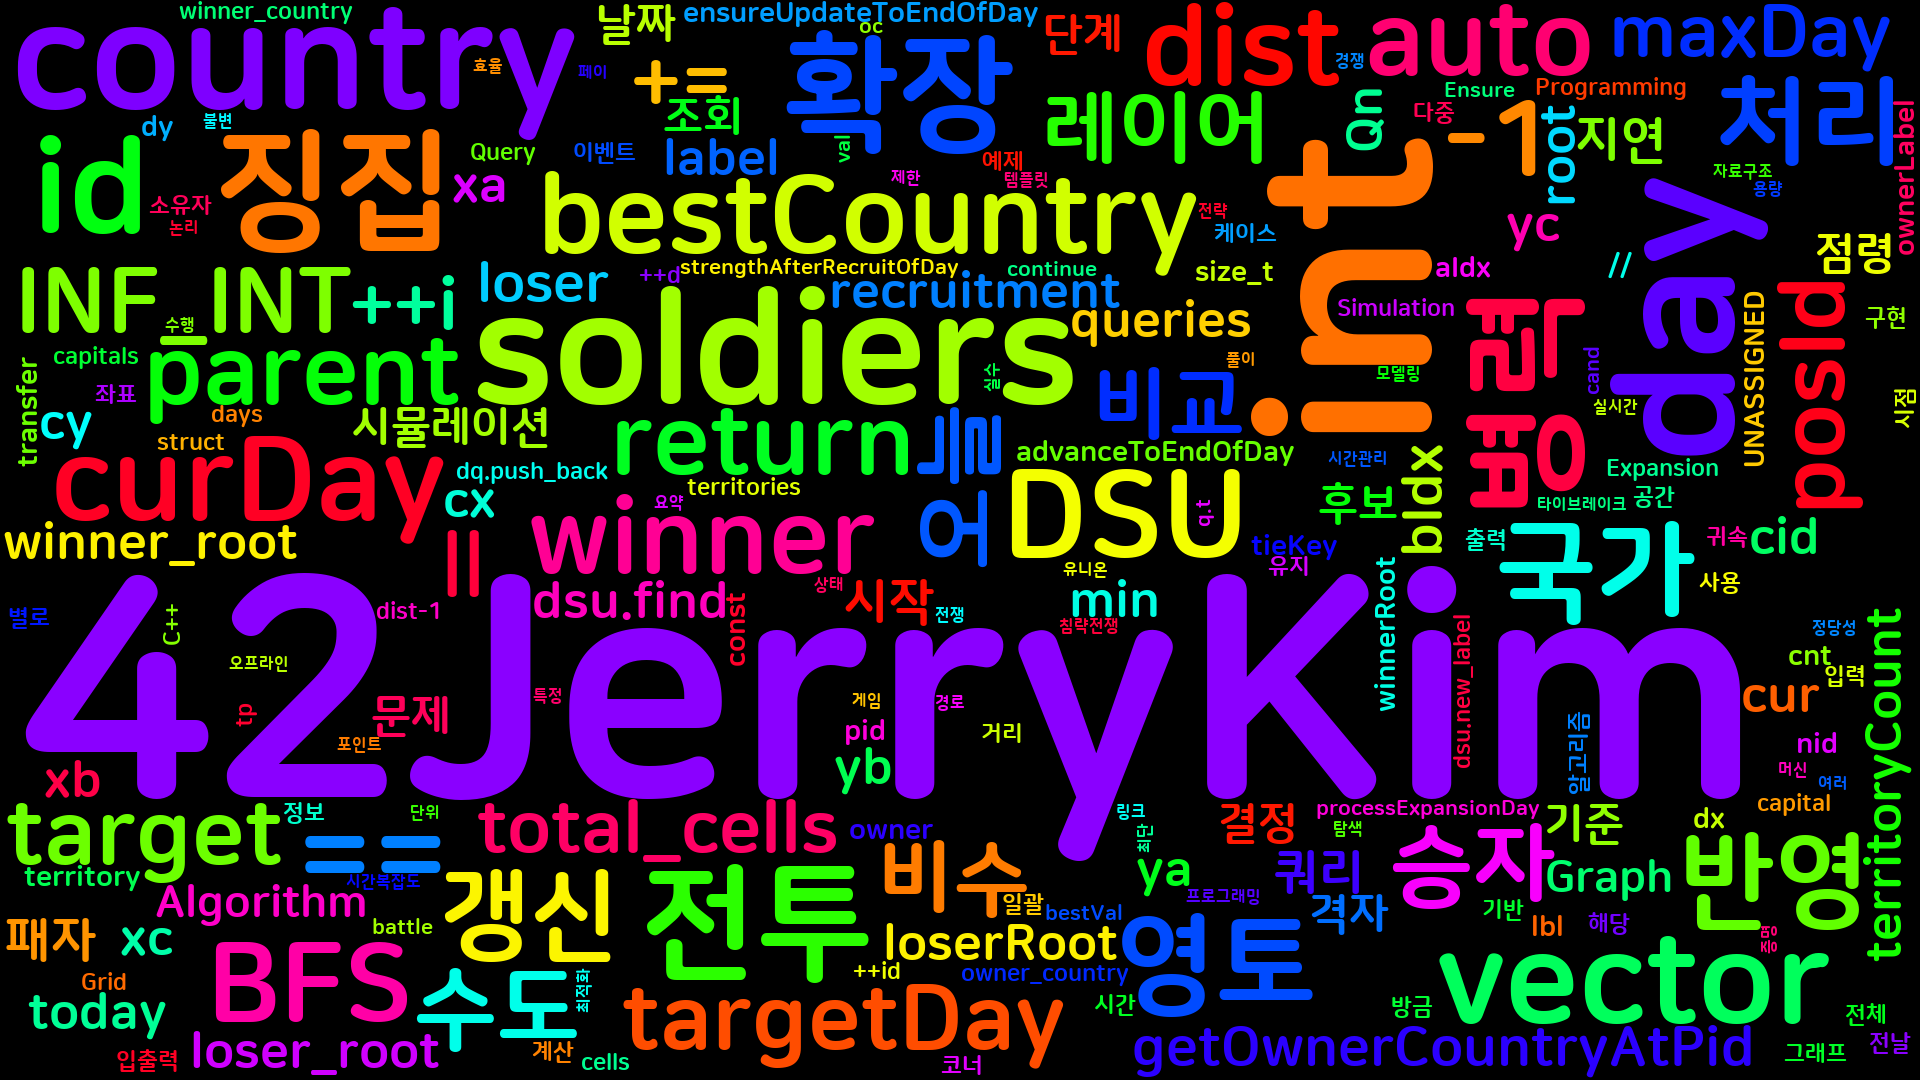 winner_country
날짜
ensureUpdateToEndOfDay
oc
단계
dist
auto
maxDay
country
효율
페이
+=
확장
경쟁
Ensure
Programming
dy
불변
조회
val
레이어
Qn
다중
-1
root
지연
처리
ownerLabel
id
징집
Query
이벤트
label
예제
템플릿
int
자료구조
용량
소유자
논리
xa
bestCountry
제한
전략
케이스
yc
day
점령
INF_INT
++i
loser
++d
strengthAfterRecruitOfDay
continue
size_t
aIdx
//
수행
soldiers
recruitment
queries
Simulation
병력
UNASSIGNED
posId
구현
capitals
parent
실수
풀이
모델링
cand
transfer
좌표
days
비교
실시간
시점
cy
struct
시뮬레이션
return
들어
advanceToEndOfDay
시간관리
bIdx
Expansion
curDay
dq.push_back
territories
요약
DSU
q.t
후보
타이브레이크
공간
winner_root
cx
winner
tieKey
출력
국가
귀속
cid
||
유니온
유지
사용
별로
C++
dist-1
dsu.find
상태
시작
전쟁
min
침략전쟁
winnerRoot
dsu.new_label
정당성
territoryCount
42JerryKim
오프라인
const
cnt
입력
tp
문제
특정
게임
경로
거리
cur
포인트
pid
알고리즘
nid
xb
yb
머신
여러
target
정보
단위
total_cells
owner
링크
최단
processExpansionDay
탐색
결정
기준
capital
dx
==
territory
시간복잡도
갱신
전투
비수
ya
쿼리
승자
Graph
반영
Algorithm
battle
일괄
bestVal
프로그래밍
격자
기반
lbl
해당
중증
패자
xc
BFS
수도
최적화
loserRoot
영토
vector
Grid
++id
owner_country
today
targetDay
시간
방금
전체
입출력
loser_root
계산
cells
코너
getOwnerCountryAtPid
그래프
전날